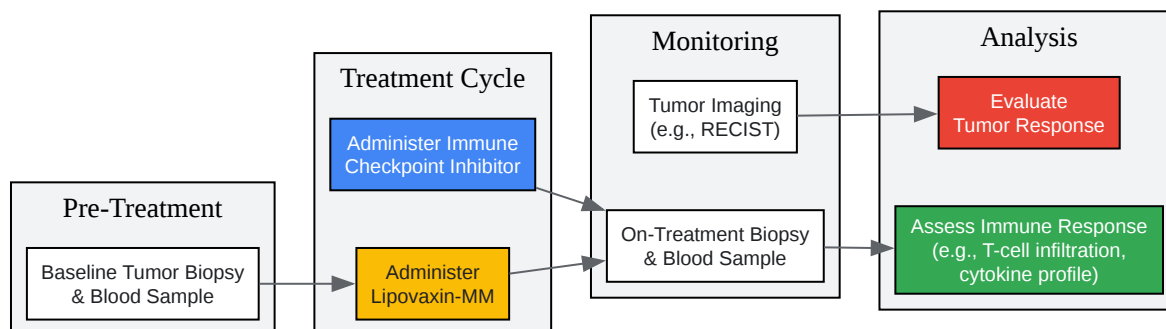 Pre-Treatment
Baseline Tumor Biopsy
& Blood Sample
Treatment Cycle
Administer Immune
Checkpoint Inhibitor
Administer
Lipovaxin-MM
Monitoring
Tumor Imaging
(e.g., RECIST)
On-Treatment Biopsy
& Blood Sample
Analysis
Evaluate
Tumor Response
Assess Immune Response
(e.g., T-cell infiltration,
cytokine profile)